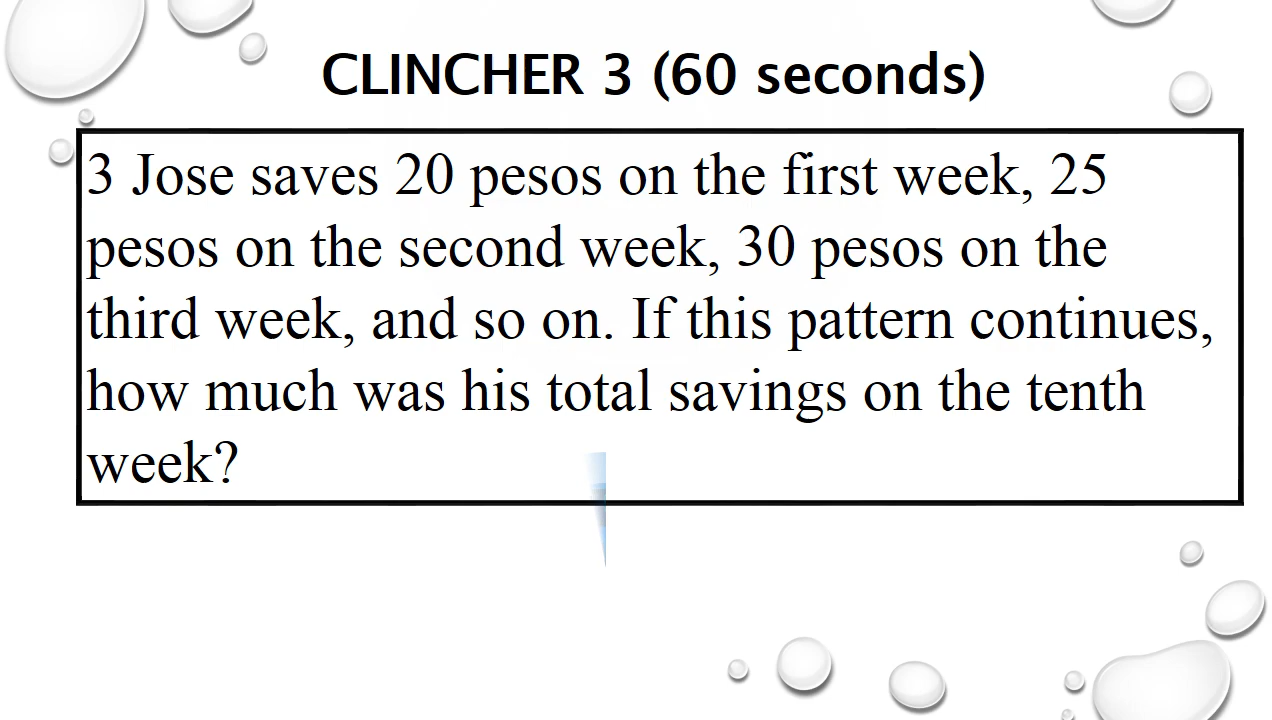 CLINCHER 3 (60 seconds)
3 Jose saves 20 pesos on the first week, 25
pesos on the second week, 30 pesos on the
third week, and so on. If this pattern continues,
how much was his total savings on the tenth
week?